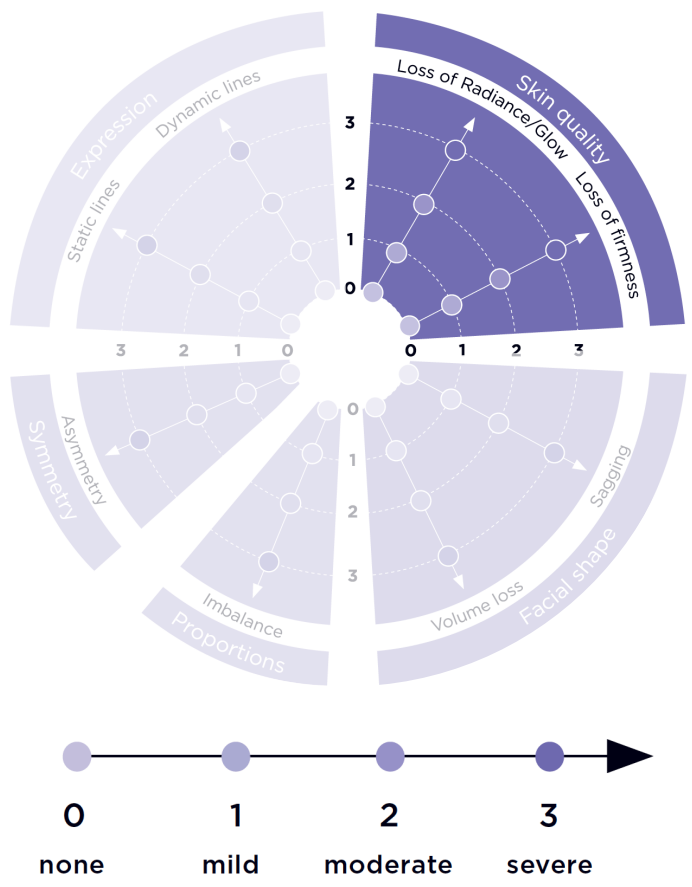 Expression
Dynamic lines
Static lines
Skin quality
Loss of Radiance/Glow
Loss of firmness
3
2
1
0
3 2 1 0
0 1 2 3
Symmetry
Asymmetry
0
1
2
3
Imbalance
Proportions
Sagging
Volume loss
Facial shape
0 1 2 3
none mild moderate severe